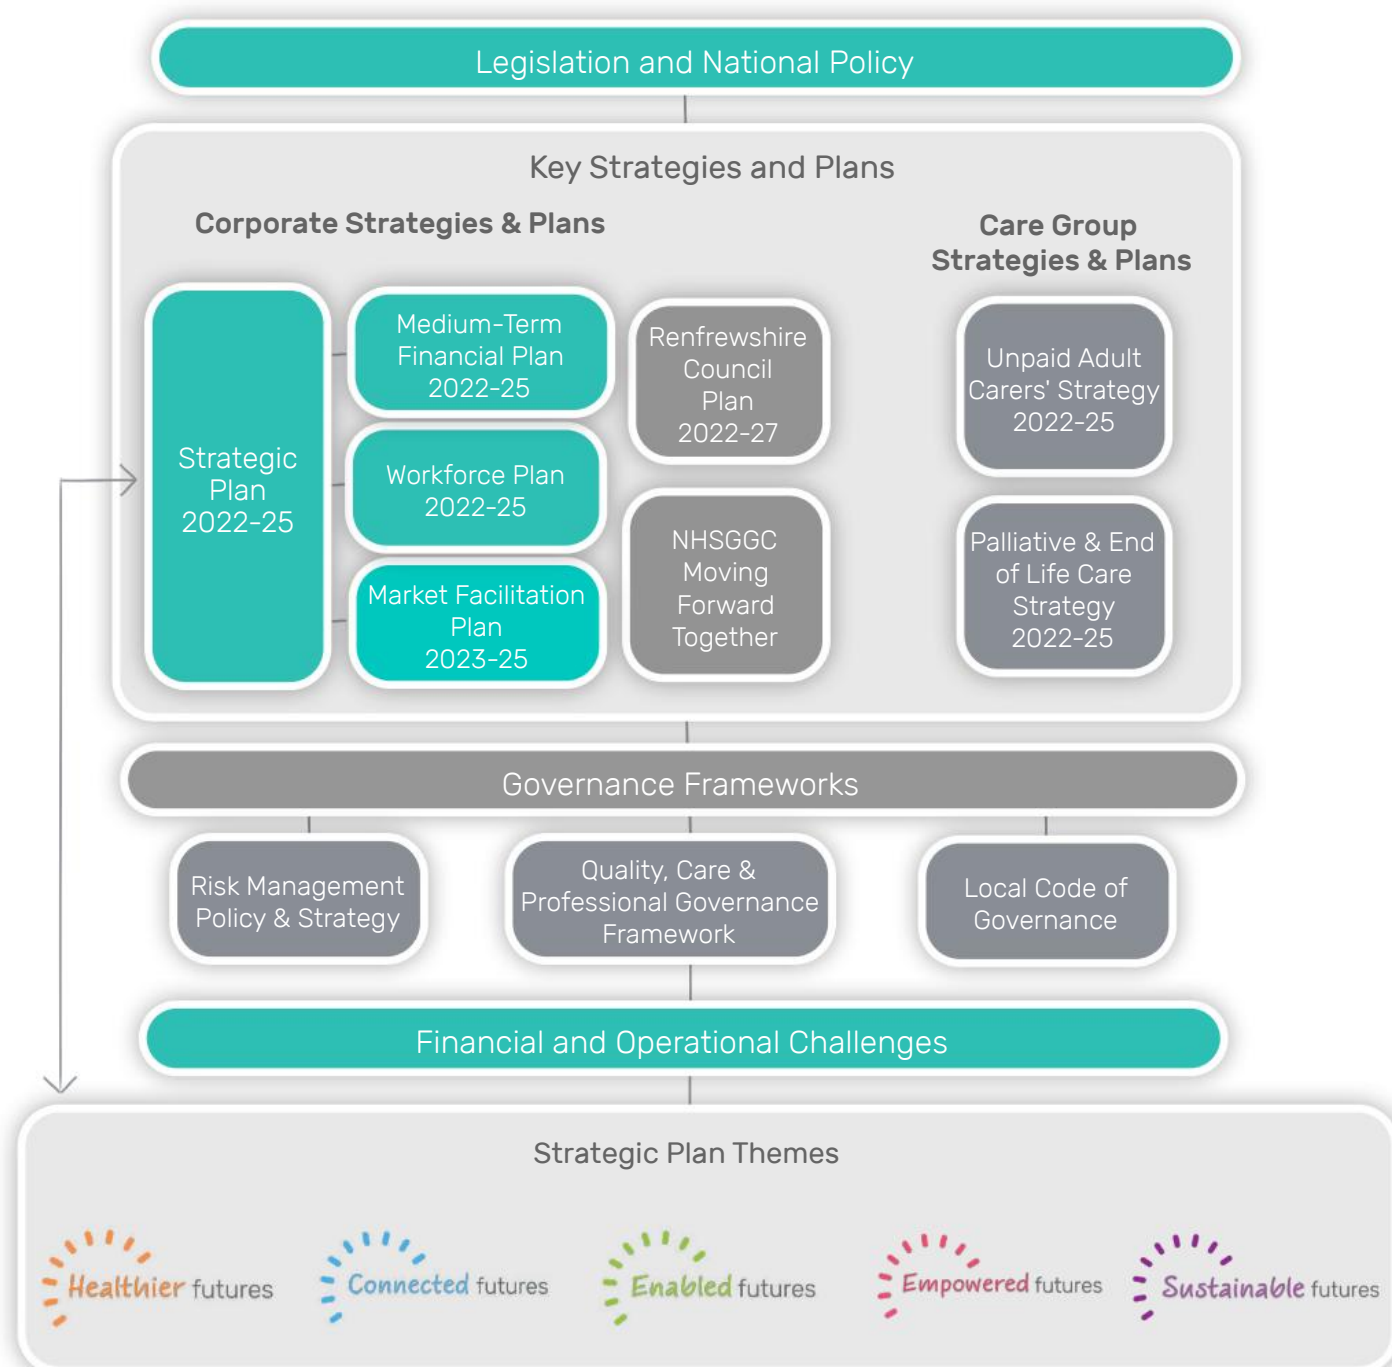 Legislation and National Policy
Key Strategies and Plans
Corporate Strategies & Plans
Care Group
Strategies & Plans
Strategic
Plan
2022-25
Medium-Term
Financial Plan
2022-25
Workforce Plan
2022-25
Market Facilitation
Plan
2023-25
Renfrewshire
Council
Plan
2022-27
NHSGGC
Moving
Forward
Together
Unpaid Adult
Carers' Strategy
2022-25
Palliative & End
of Life Care
Strategy
2022-25
Governance Frameworks
Risk Management
Policy & Strategy
Quality, Care &
Professional Governance
Framework
Local Code of
Governance
Financial and Operational Challenges
Strategic Plan Themes
Healthier futures
Connected futures
Enabled futures
Empowered futures
Sustainable futures